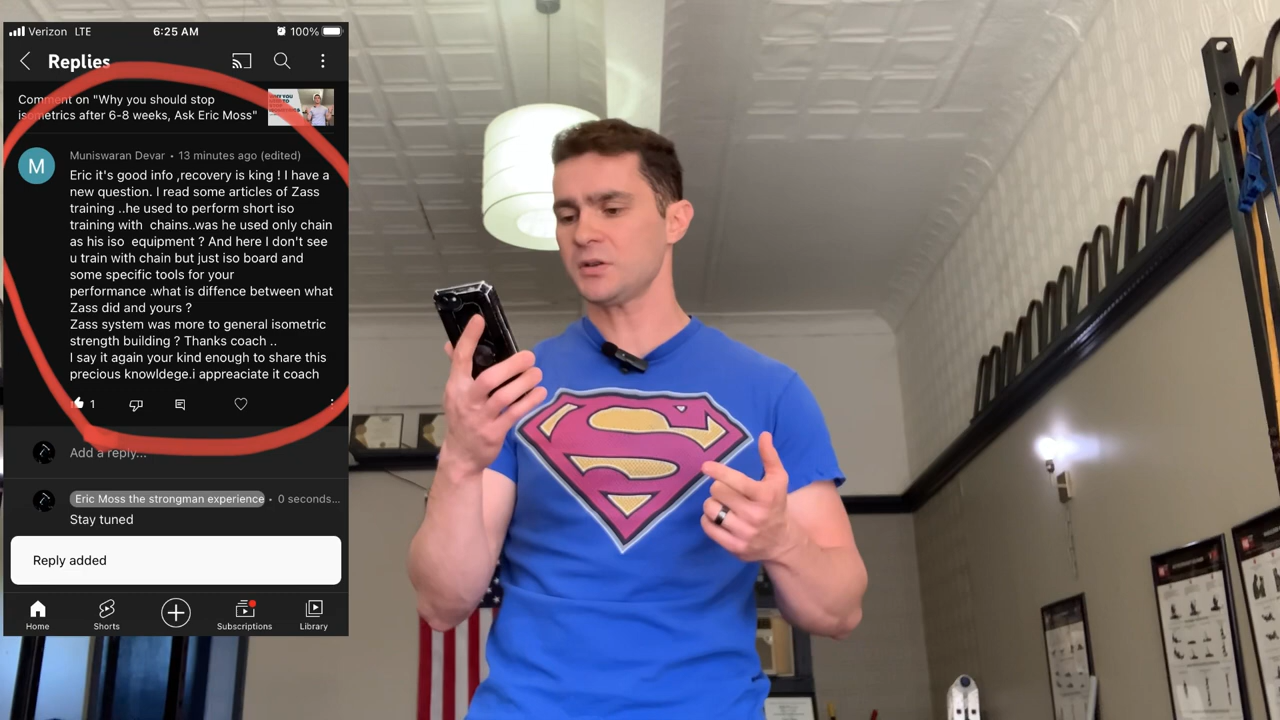 Verizon LTE 6:25 AM 100%
Replies
Comment on "Why you should stop
isometrics after 6-8 weeks, Ask Eric Moss"
M
Muniswaran Devar • 13 minutes ago (edited)
Eric it's good info ,recovery is king ! I have a
new question. I read some articles of Zass
training ..he used to perform short iso
training with chains..was he used only chain
as his iso equipment ? And here I don't see
u train with chain but just iso board and
some specific tools for your
performance .what is diffence between what
Zass did and yours ?
Zass system was more to general isometric
strength building ? Thanks coach ..
I say it again your kind enough to share this
precious knowldege.i appreaciate it coach
1
Add a reply...
Eric Moss the strongman experience • 0 seconds...
Stay tuned
Reply added
Home
Shorts
Subscriptions
Library
S